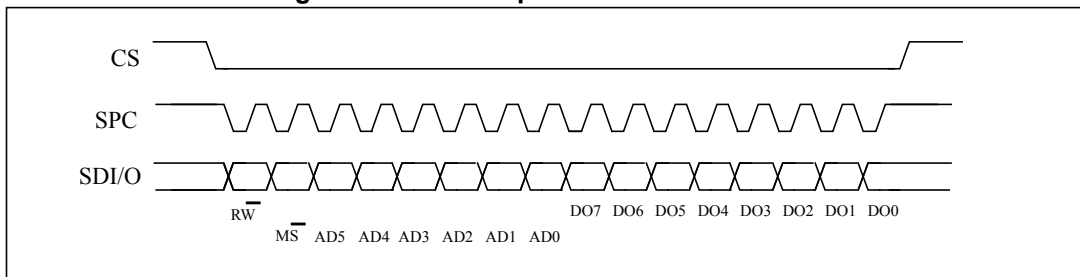 CS
SPC
SDI/O
RW DO7 DO6 DO5 DO4 DO3 DO2 DO1 DO0
MS AD5 AD4 AD3 AD2 AD1 AD0